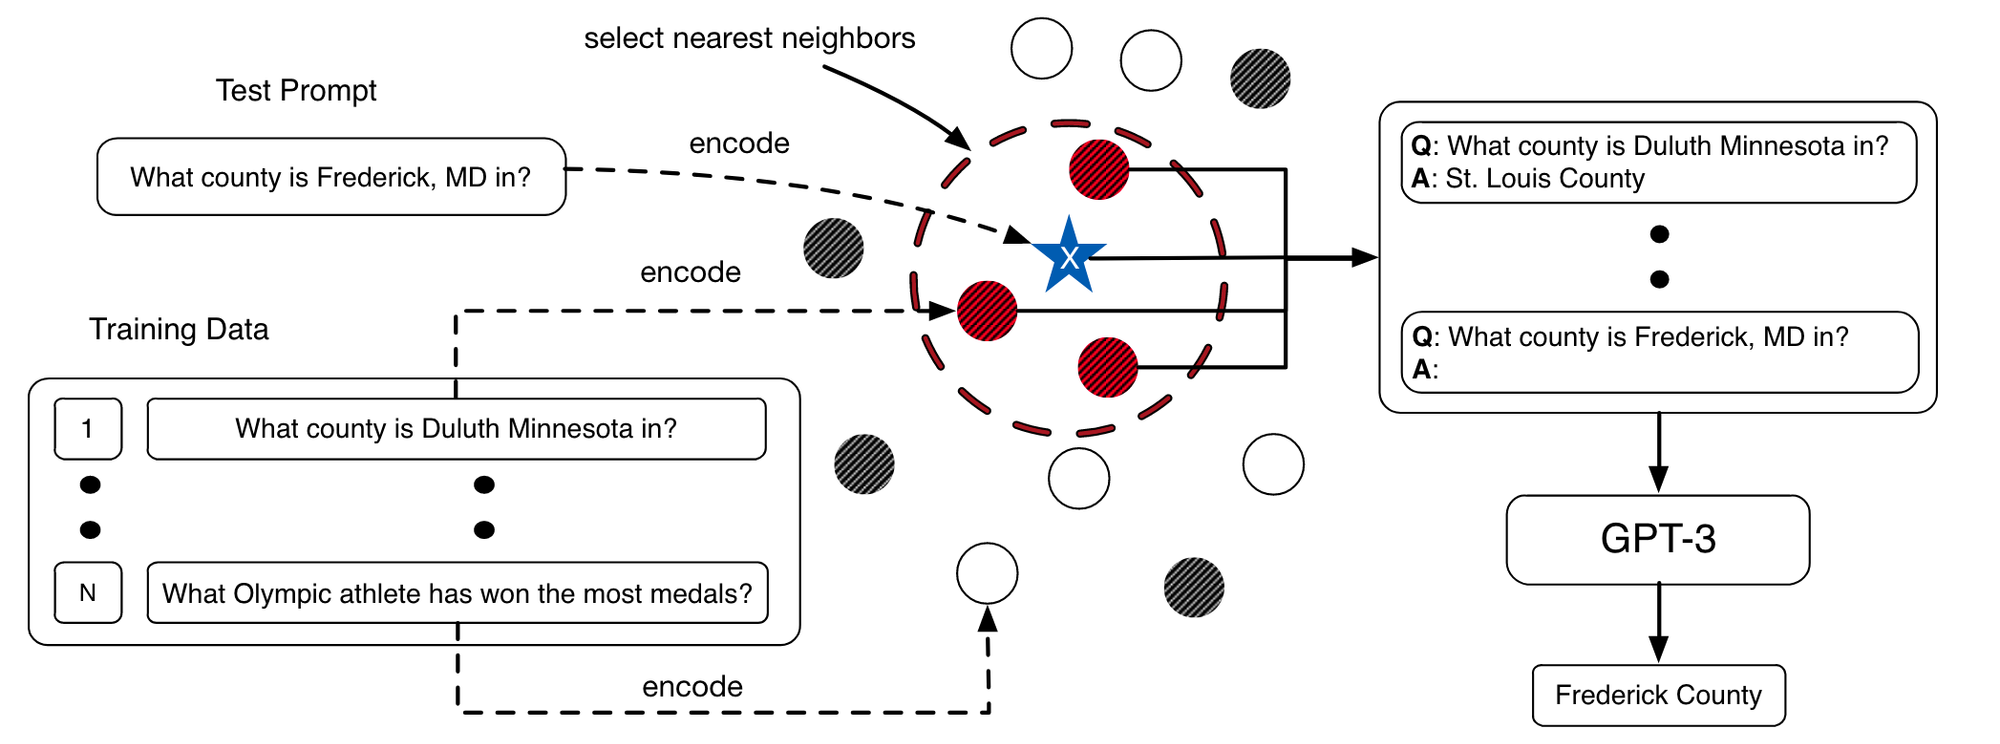 select nearest neighbors
Test Prompt
encode
What county is Frederick, MD in?
X
encode
Training Data
1
What county is Duluth Minnesota in?
N
What Olympic athlete has won the most medals?
encode
Q: What county is Duluth Minnesota in?
A: St. Louis County
Q: What county is Frederick, MD in?
A:
GPT-3
Frederick County